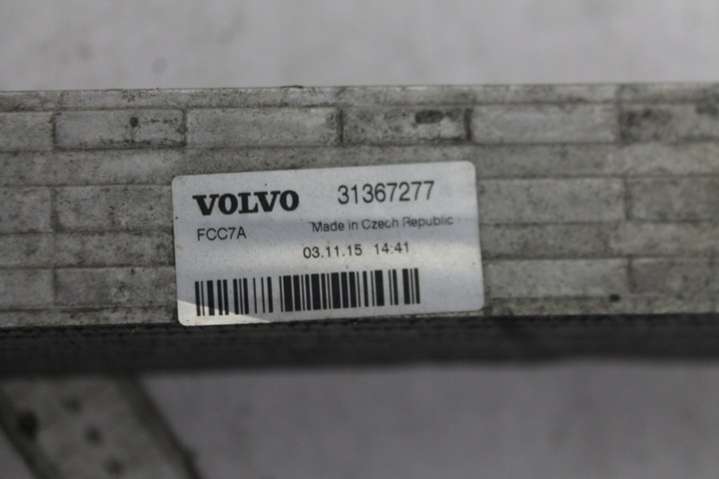 VOLVO 31367277
FCC7A Made in Czech Republic
03.11.15 14:41